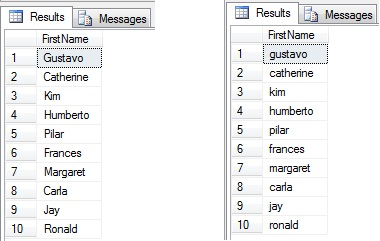 Results Messages
FirstName
1 Gustavo
2 Catherine
3 Kim
4 Humberto
5 Pilar
6 Frances
7 Margaret
8 Carla
9 Jay
10 Ronald
Results Messages
FirstName
1 gustavo
2 catherine
3 kim
4 humberto
5 pilar
6 frances
7 margaret
8 carla
9 jay
10 ronald